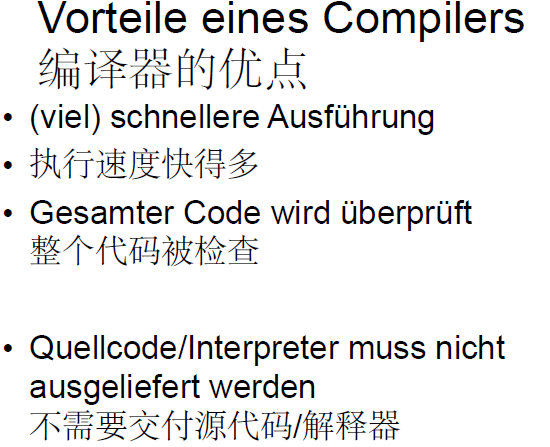 Vorteile eines Compilers
编译器的优点
• (viel) schnellere Ausführung
• 执行速度快得多
• Gesamter Code wird überprüft
整个代码被检查
• Quellcode/Interpreter muss nicht
ausgeliefert werden
不需要交付源代码/解释器